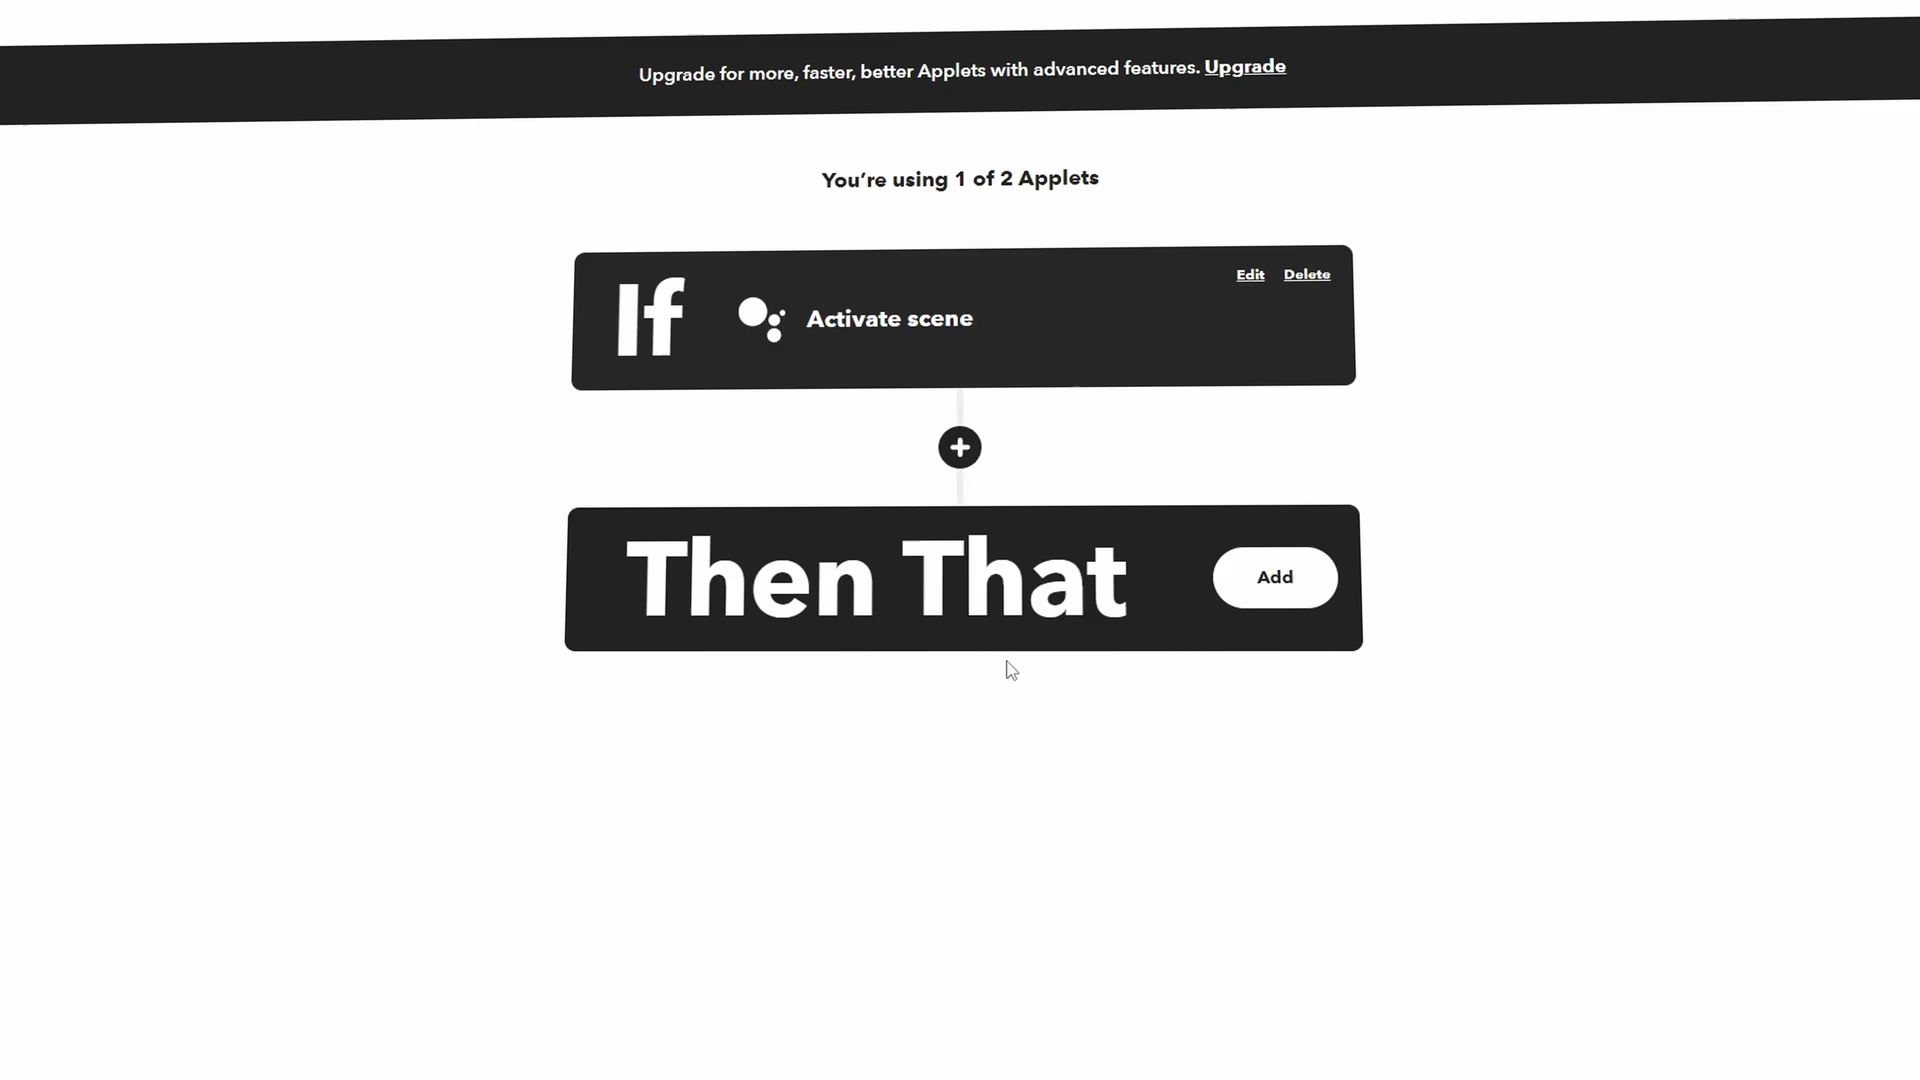 Upgrade for more, faster, better Applets with advanced features. Upgrade
You’re using 1 of 2 Applets
Edit Delete
If Activate scene
Then That Add